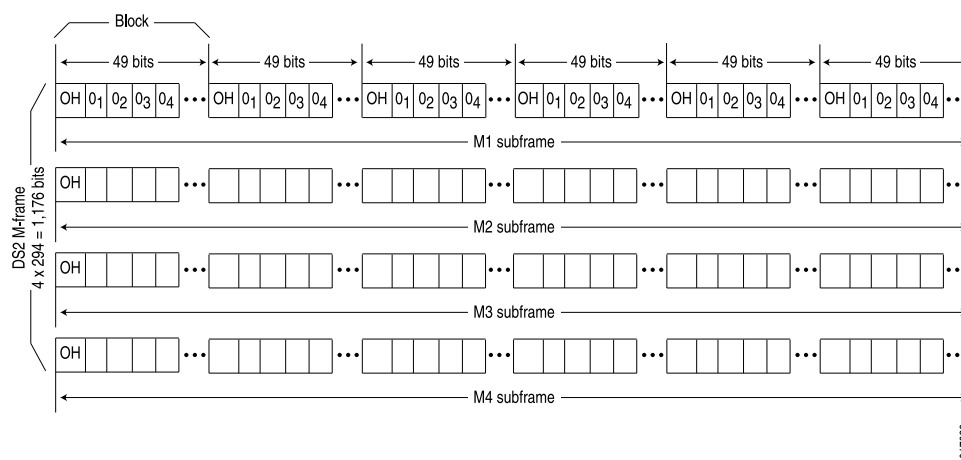 Block
49 bits 49 bits 49 bits 49 bits 49 bits 49 bits
OH 0₁ 0₂ 0₃ 0₄ ••• OH 0₁ 0₂ 0₃ 0₄ ••• OH 0₁ 0₂ 0₃ 0₄ ••• OH 0₁ 0₂ 0₃ 0₄ ••• OH 0₁ 0₂ 0₃ 0₄ ••• OH 0₁ 0₂ 0₃ 0₄ •••
M1 subframe
DS2 M-frame
4 x 294 = 1,176 bits
OH ••• ••• ••• ••• ••• •••
M2 subframe
OH ••• ••• ••• ••• ••• •••
M3 subframe
OH ••• ••• ••• ••• ••• •••
M4 subframe